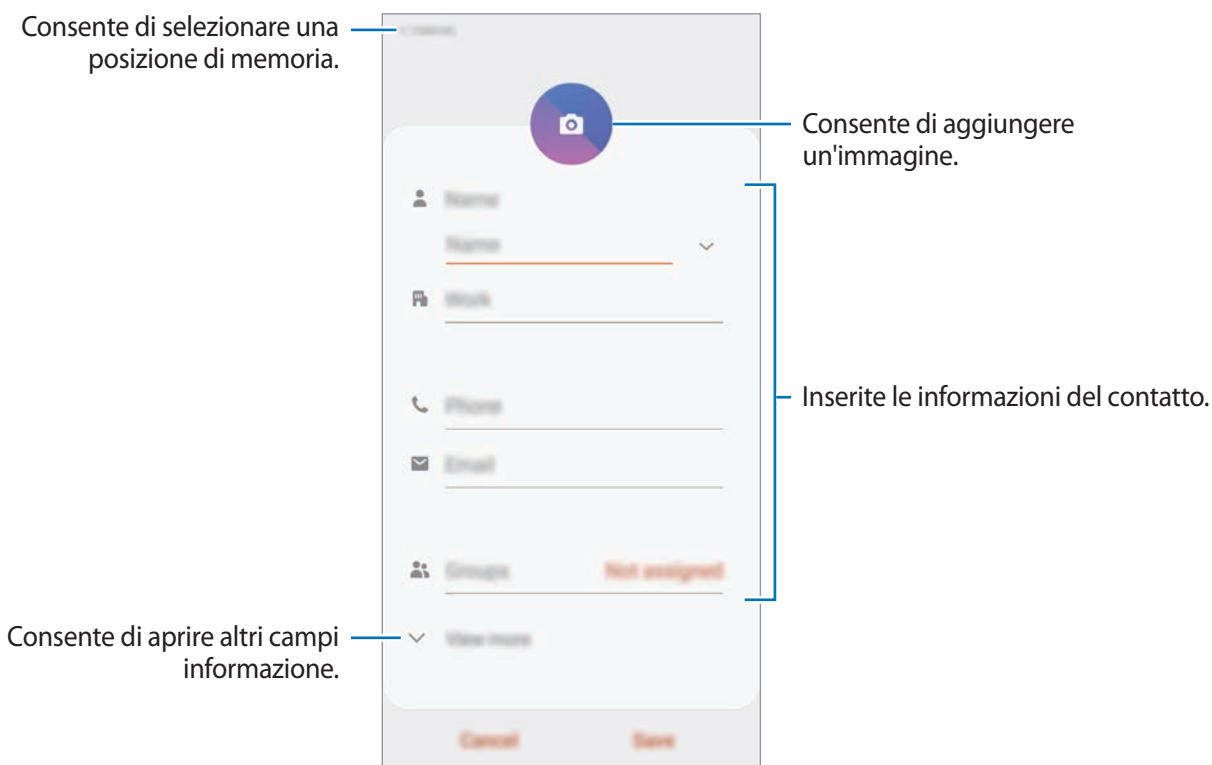 Consente di selezionare una
posizione di memoria.
Consente di aggiungere
un'immagine.
Name
Name
Work
Phone
Inserite le informazioni del contatto.
Email
Groups Not assigned
Consente di aprire altri campi
informazione.
View more
Cancel Save